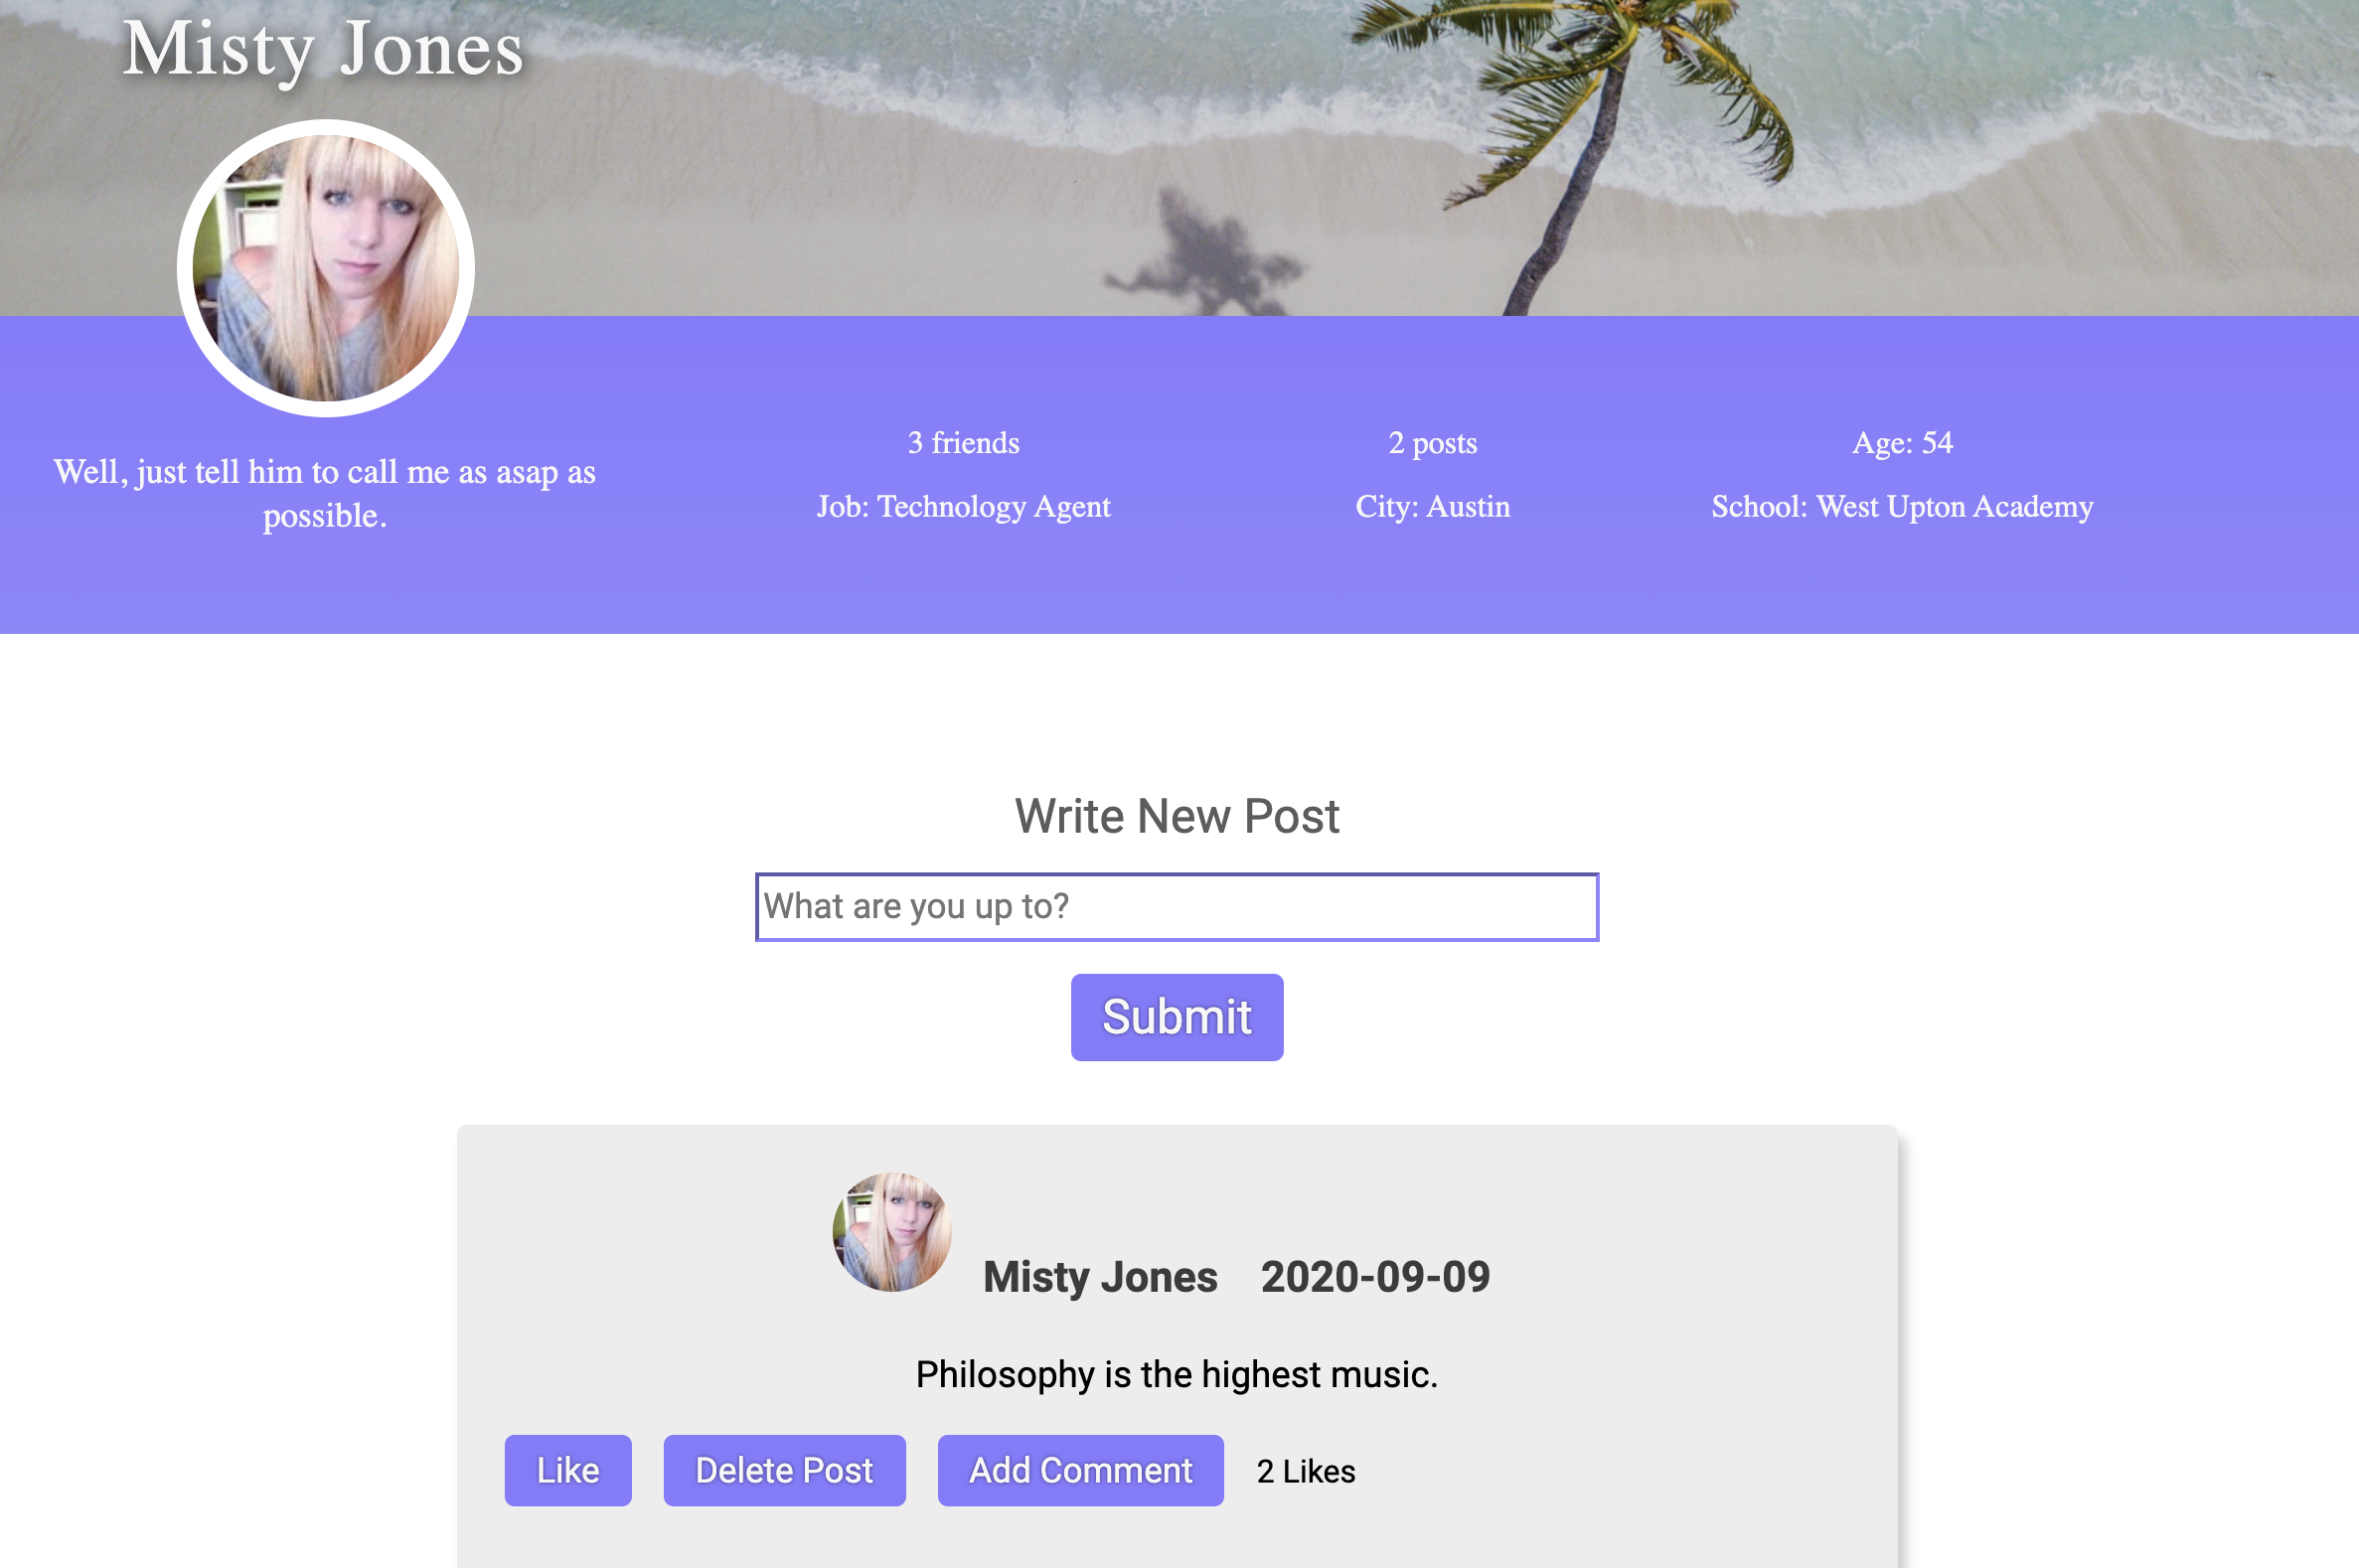 Misty Jones
Well, just tell him to call me as asap as
possible.
3 friends
2 posts
Age: 54
Job: Technology Agent
City: Austin
School: West Upton Academy
Write New Post
What are you up to?
Submit
Misty Jones 2020-09-09
Philosophy is the highest music.
Like Delete Post Add Comment 2 Likes